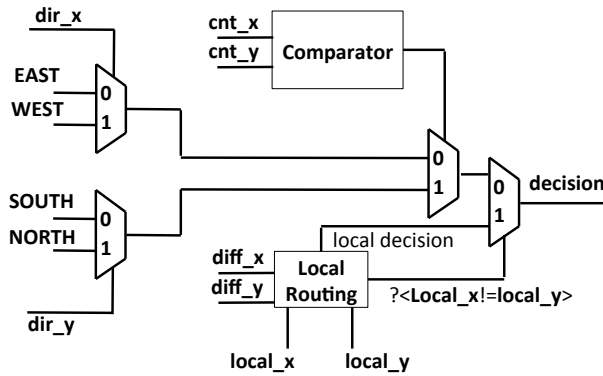 dir_x
EAST
WEST
0
1
cnt_x
cnt_y
Comparator
0
1
0
1
decision
SOUTH
NORTH
0
1
dir_y
diff_x
diff_y
Local
Routing
local decision
?<Local_x!=local_y>
local_x
local_y